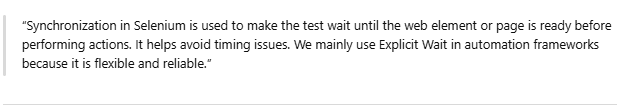 “Synchronization in Selenium is used to make the test wait until the web element or page is ready before
performing actions. It helps avoid timing issues. We mainly use Explicit Wait in automation frameworks
because it is flexible and reliable.”